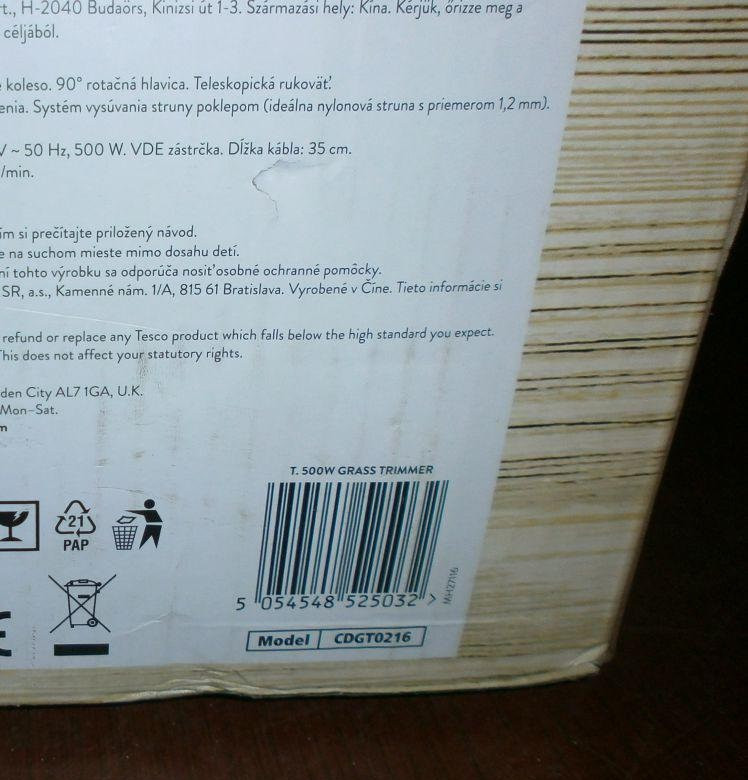 t., H-2040 Budaörs, Kinizsi út 1-3. Származási hely: Kína. Kérjük, őrizze meg a
céljából.
koleso. 90° rotačná hlavica. Teleskopická rukoväť.
enia. Systém vysúvania struny poklepom (ideálna nylonová struna s priemerom 1,2 mm).
V ~ 50 Hz, 500 W. VDE zástrčka. Dĺžka kábla: 35 cm.
/min.
ím si prečítajte priložený návod.
e na suchom mieste mimo dosahu detí.
ní tohto výrobku sa odporúča nosiť osobné ochranné pomôcky.
SR, a.s., Kamenné nám. 1/A, 815 61 Bratislava. Vyrobené v Číne. Tieto informácie si
refund or replace any Tesco product which falls below the high standard you expect.
This does not affect your statutory rights.
den City AL7 1GA, U.K.
Mon–Sat.
m
T. 500W GRASS TRIMMER
21
PAP
5 054548 525032 >
MH27116
Model CDGT0216